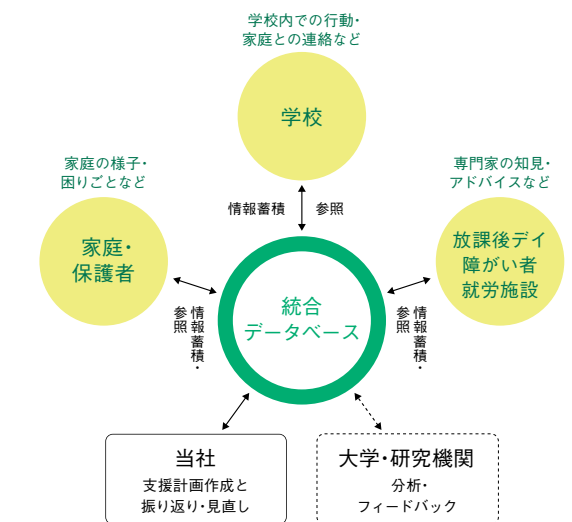 学校内での行動・
家庭との連絡など
学校
家庭の様子・
困りごとなど
専門家の知見・
アドバイスなど
情報蓄積
参照
家庭・
保護者
放課後デイ
障がい者
就労施設
統合
データベース
情報蓄積・
参照
情報蓄積・
参照
当社
支援計画作成と
振り返り・見直し
大学・研究機関
分析・
フィードバック